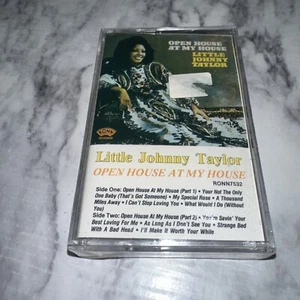 OPEN HOUSE
AT MY HOUSE
LITTLE
JOHNNY
TAYLOR
RONN
Little Johnny Taylor
OPEN HOUSE AT MY HOUSE
RONN7532
Side One: Open House At My House (Part 1) • Your Not The Only
One Baby (That's Got Someone) • My Special Rose • A Thousand
Miles Away • I Can't Stop Loving You • What Would I Do (Without
You)
Side Two: Open House At My House (Part 2) • You're Savin' Your
Best Loving For Me • As Long As I Don't See You • Strange Bed
With A Bad Head • I'll Make It Worth Your While